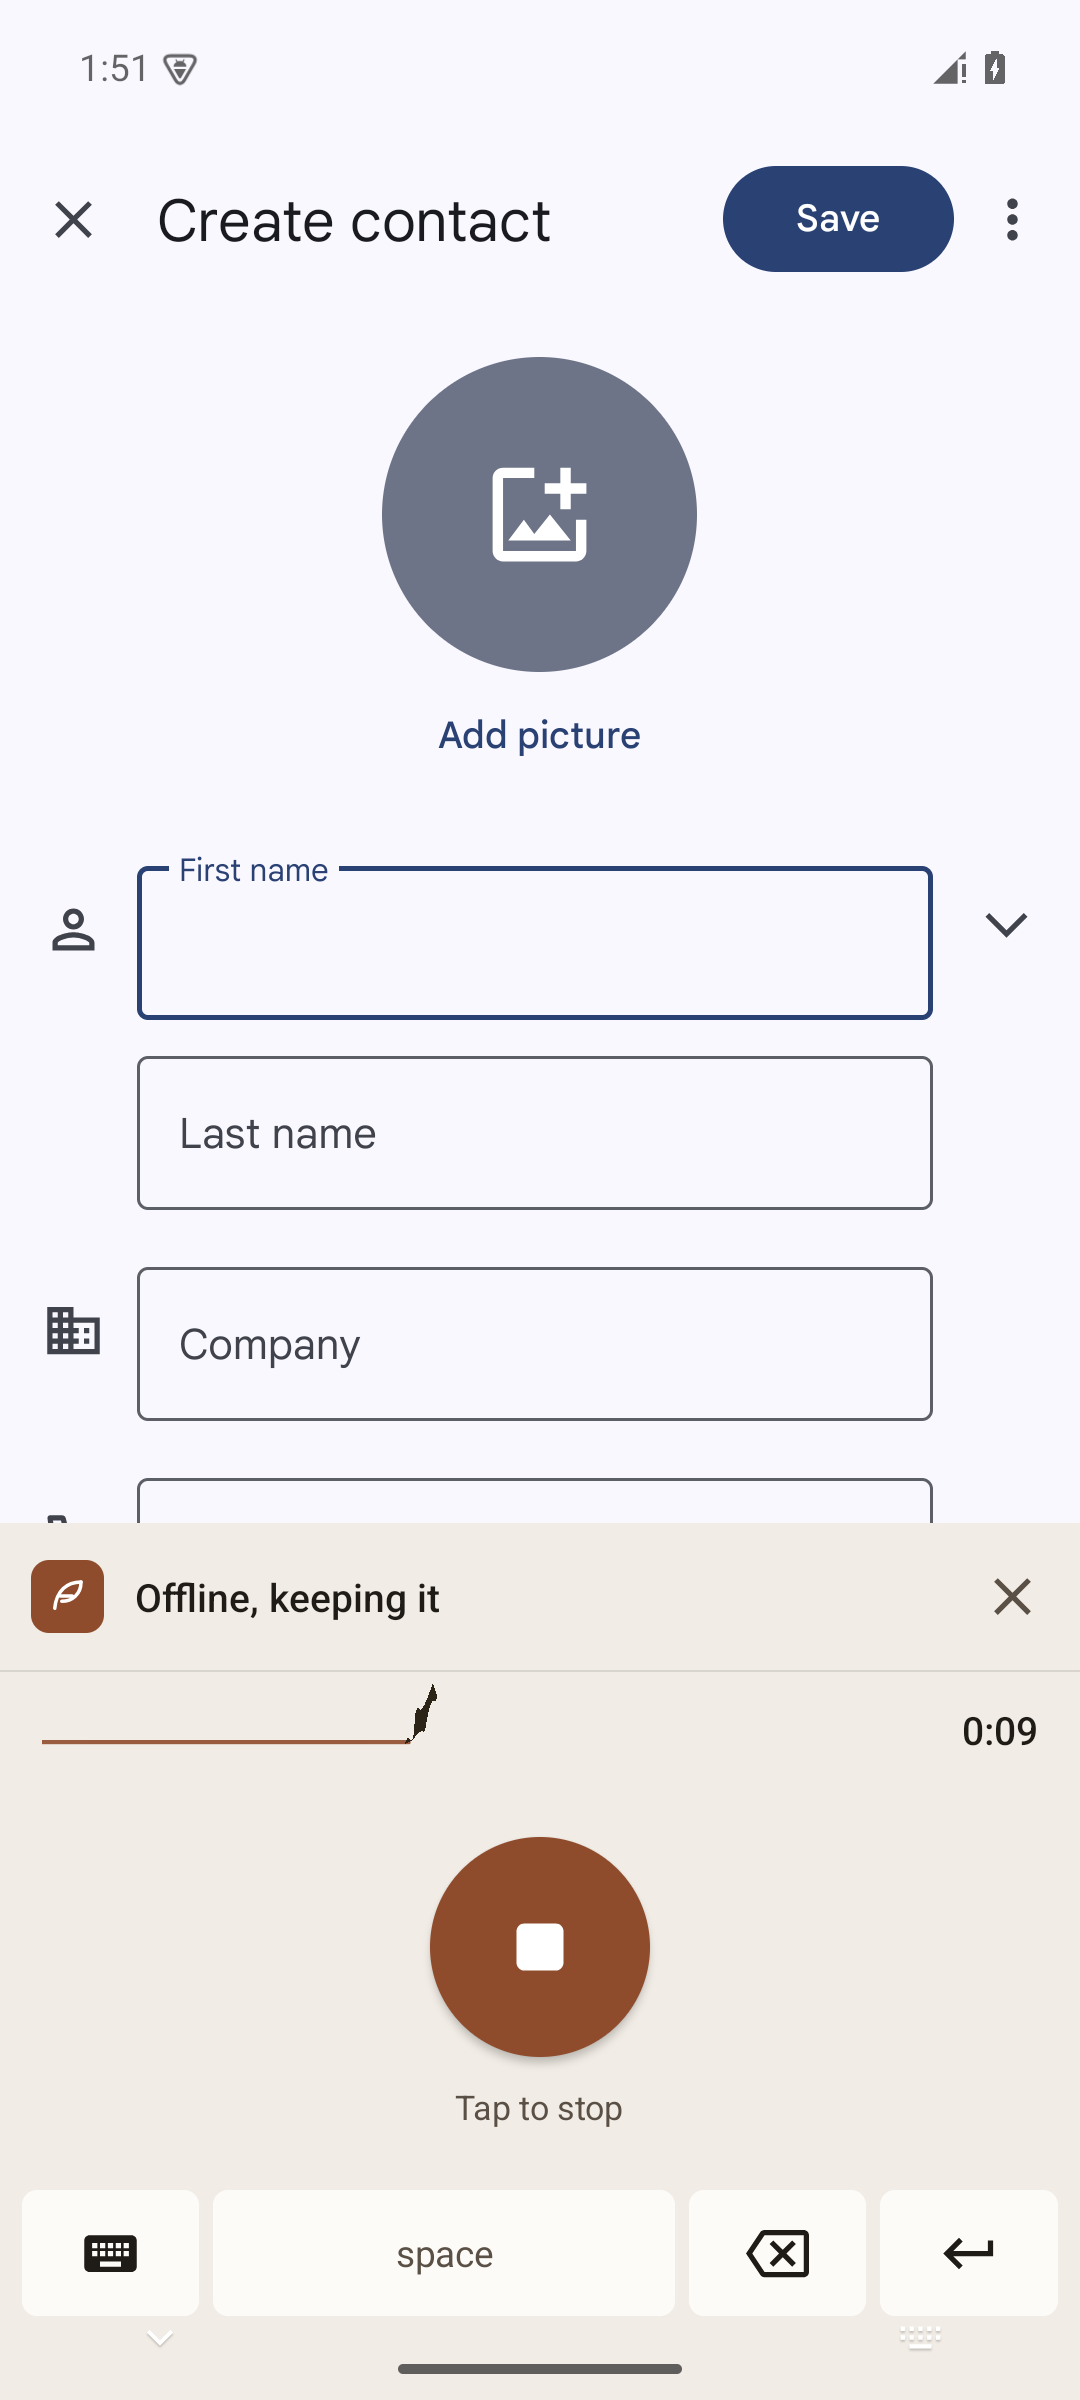 1:51
Create contact
Save
Add picture
First name
Last name
Company
Offline, keeping it
0:09
Tap to stop
space